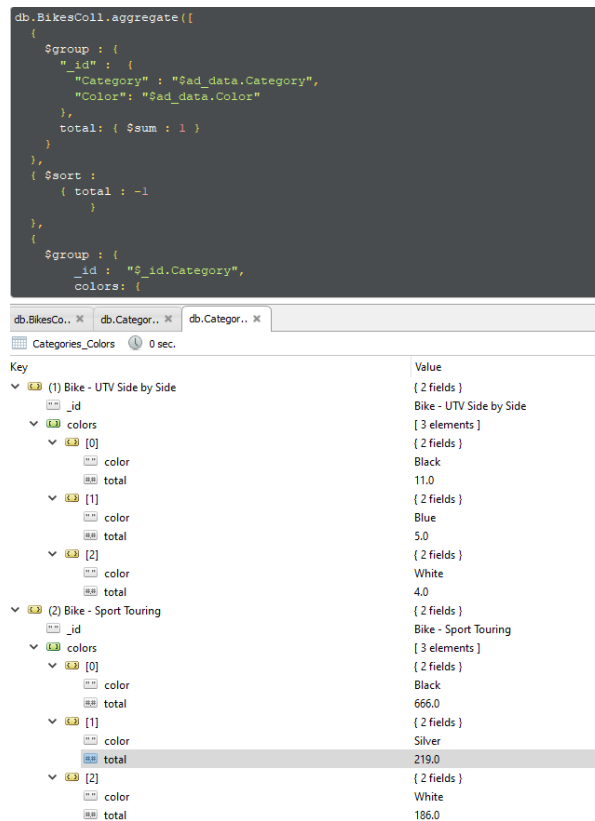 db.BikesColl.aggregate([
{
$group : {
"_id" : {
"Category" : "$ad_data.Category",
"Color": "$ad_data.Color"
},
total: { $sum : 1 }
}
},
{ $sort :
{ total : -1
}
},
{
$group : {
_id : "$_id.Category",
colors: {
db.BikesCo.. db.Categor.. db.Categor..
Categories_Colors 0 sec.
Key Value
(1) Bike - UTV Side by Side { 2 fields }
_id Bike - UTV Side by Side
colors [ 3 elements ]
[0] { 2 fields }
color Black
total 11.0
[1] { 2 fields }
color Blue
total 5.0
[2] { 2 fields }
color White
total 4.0
(2) Bike - Sport Touring { 2 fields }
_id Bike - Sport Touring
colors [ 3 elements ]
[0] { 2 fields }
color Black
total 666.0
[1] { 2 fields }
color Silver
total 219.0
[2] { 2 fields }
color White
total 186.0